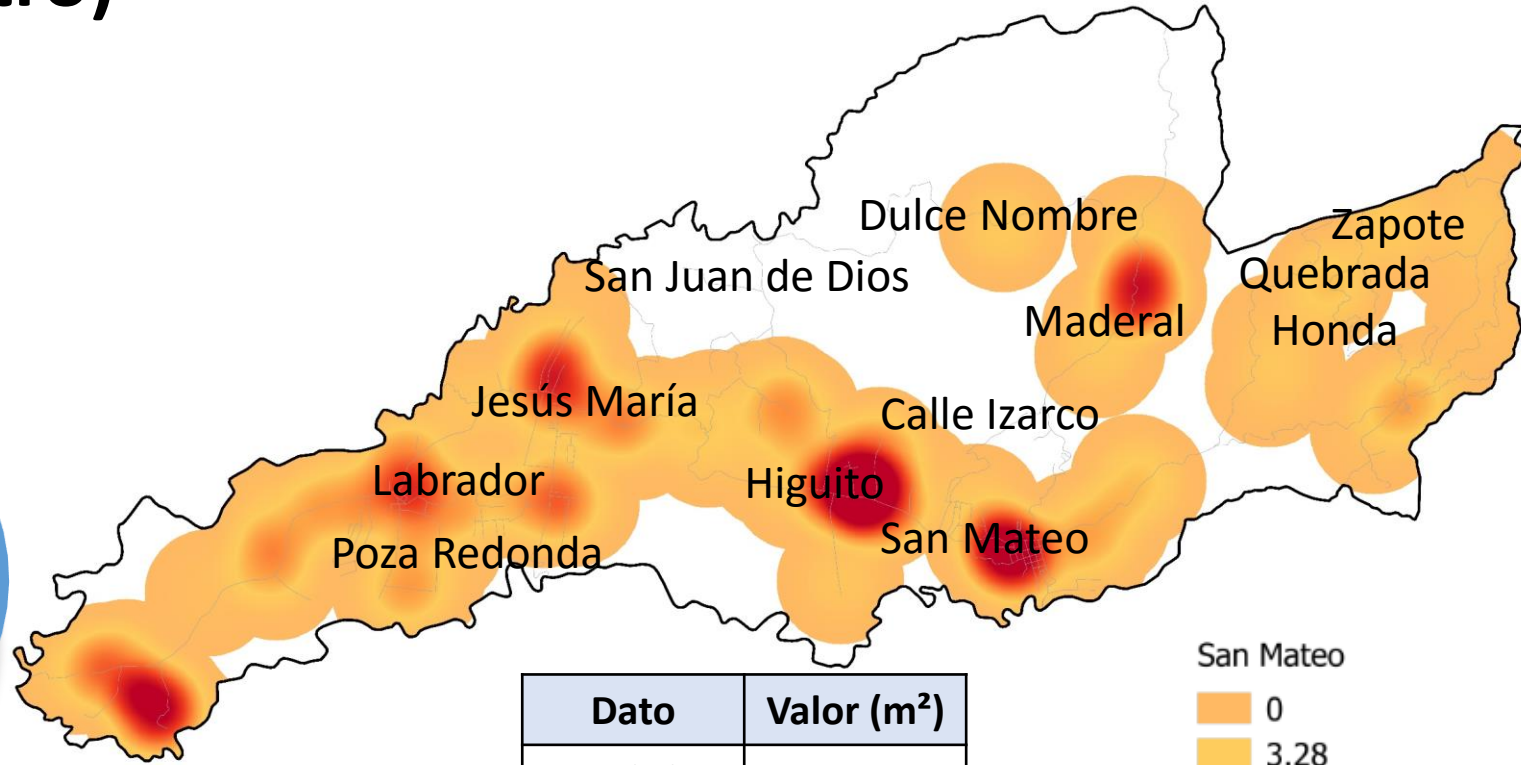 Dulce Nombre
Zapote
San Juan de Dios
Quebrada
Honda
Maderal
Jesús María
Calle Izarco
Labrador
Higuito
San Mateo
Poza Redonda
San Mateo
0
3.28
Dato Valor (m²)